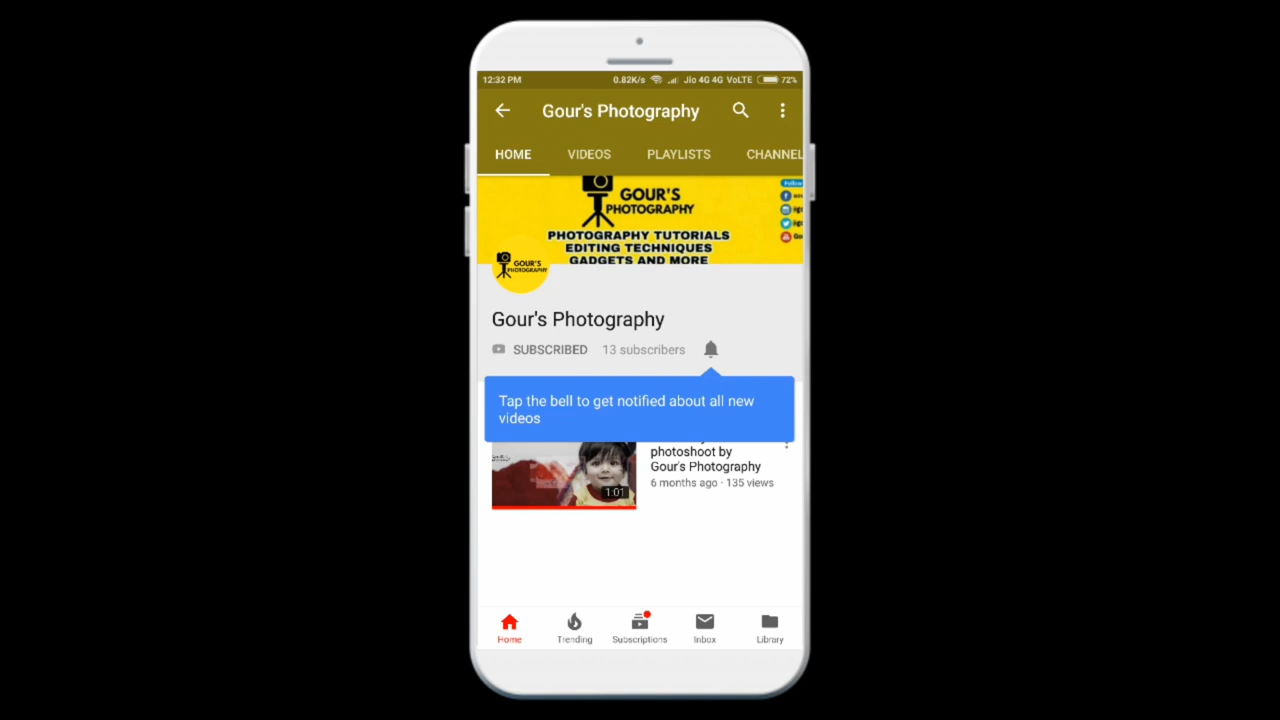 12:32 PM
0.82K/s
Jio 4G 4G VoLTE
72%
Gour's Photography
HOME
VIDEOS
PLAYLISTS
CHANNEL
GOUR'S
PHOTOGRAPHY
Follow
PHOTOGRAPHY TUTORIALS
EDITING TECHNIQUES
GADGETS AND MORE
GOUR'S
PHOTOGRAPHY
Gour's Photography
SUBSCRIBED
13 subscribers
Tap the bell to get notified about all new
videos
photoshoot by
Gour's Photography
6 months ago · 135 views
1:01
Home
Trending
Subscriptions
Inbox
Library